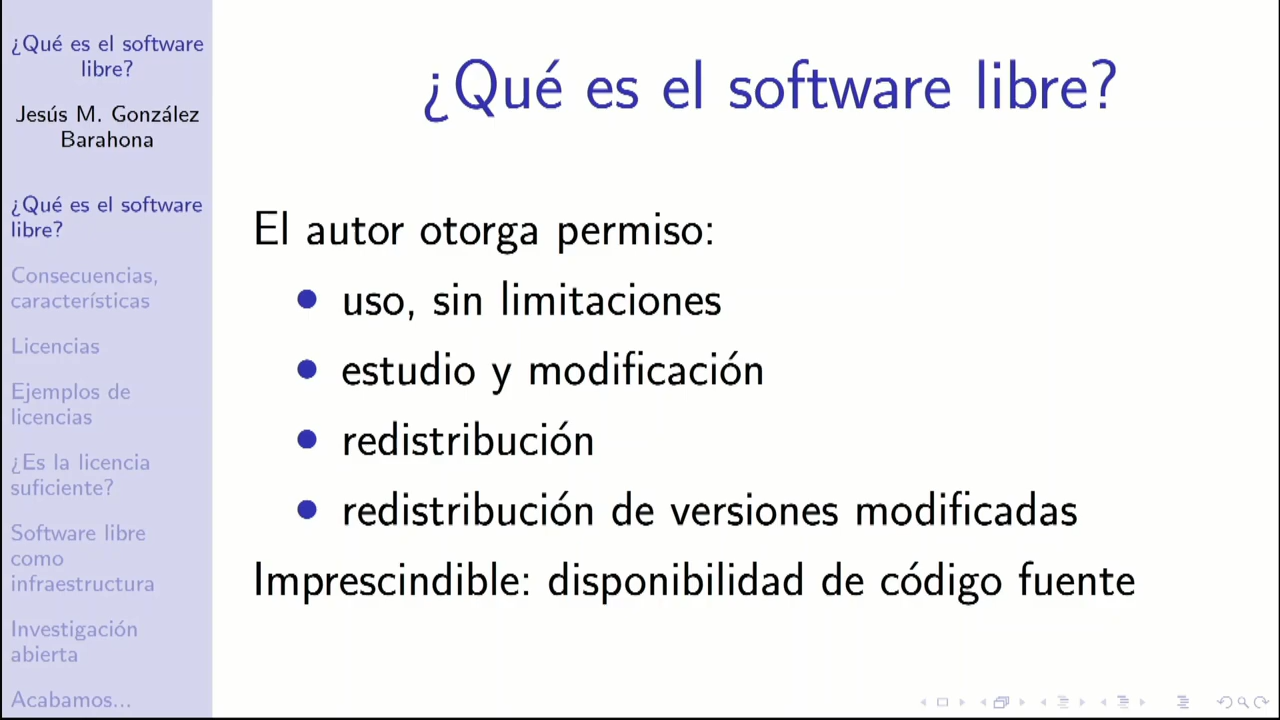 ¿Qué es el software
libre?
Jesús M. González
Barahona
¿Qué es el software
libre?
Consecuencias,
características
Licencias
Ejemplos de
licencias
¿Es la licencia
suficiente?
Software libre
como
infraestructura
Investigación
abierta
Acabamos...
¿Qué es el software libre?
El autor otorga permiso:
• uso, sin limitaciones
• estudio y modificación
• redistribución
• redistribución de versiones modificadas
Imprescindible: disponibilidad de código fuente